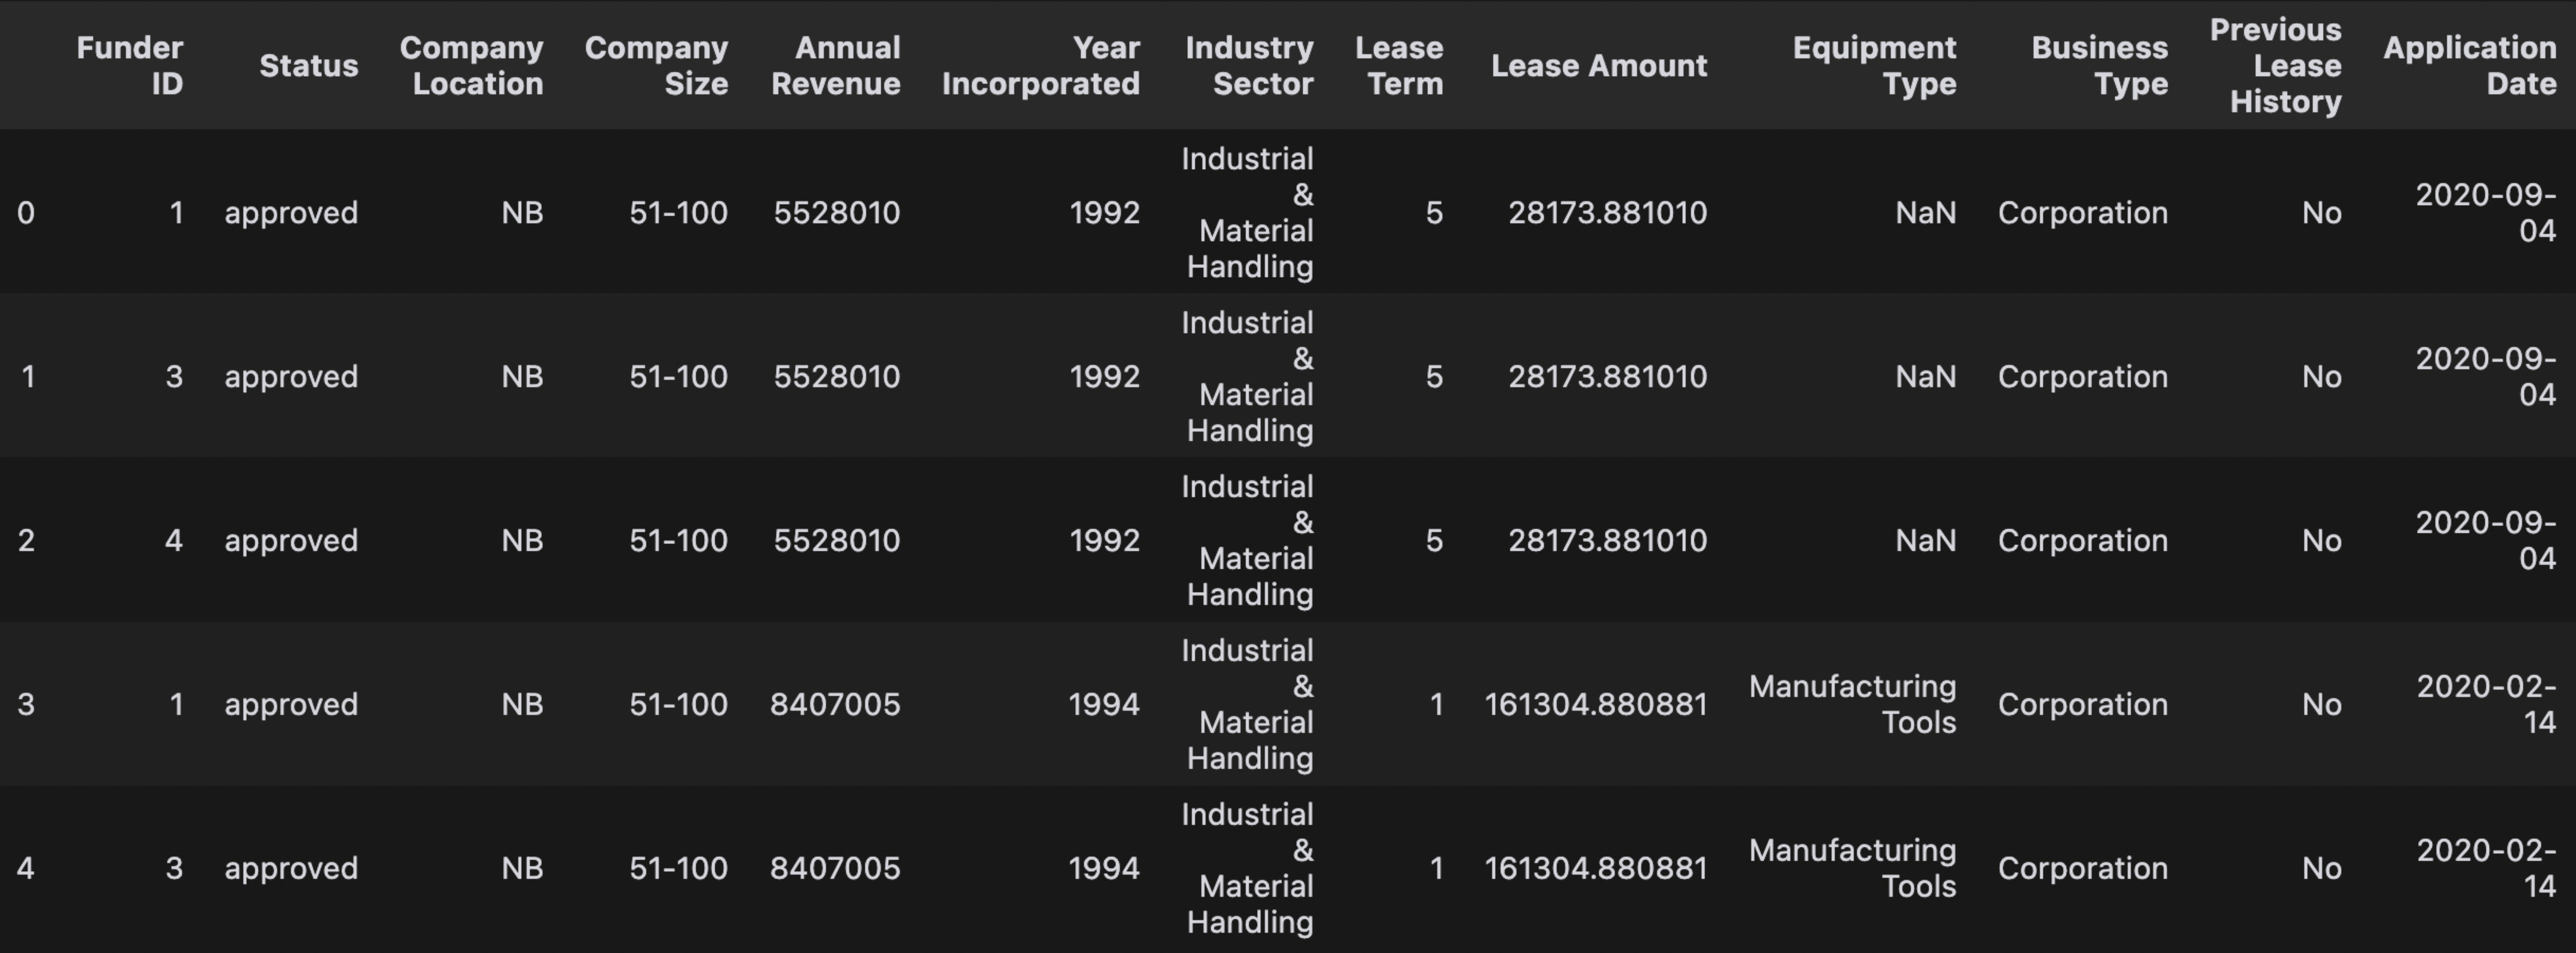 Funder ID Status Company Location Company Size Annual Revenue Year Incorporated Industry Sector Lease Term Lease Amount Equipment Type Business Type Previous Lease History Application Date
0 1 approved NB 51-100 5528010 1992 Industrial & Material Handling 5 28173.881010 NaN Corporation No 2020-09-04
1 3 approved NB 51-100 5528010 1992 Industrial & Material Handling 5 28173.881010 NaN Corporation No 2020-09-04
2 4 approved NB 51-100 5528010 1992 Industrial & Material Handling 5 28173.881010 NaN Corporation No 2020-09-04
3 1 approved NB 51-100 8407005 1994 Industrial & Material Handling 1 161304.880881 Manufacturing Tools Corporation No 2020-02-14
4 3 approved NB 51-100 8407005 1994 Industrial & Material Handling 1 161304.880881 Manufacturing Tools Corporation No 2020-02-14